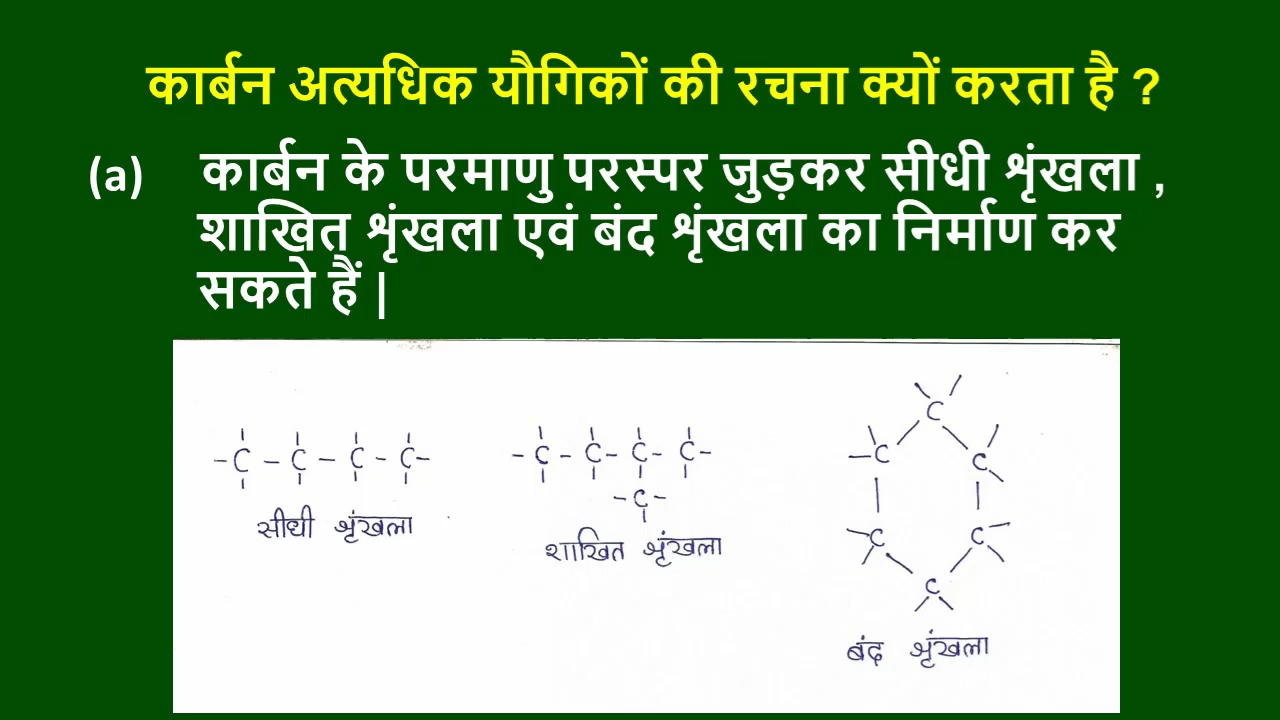 कार्बन अत्यधिक यौगिकों की रचना क्यों करता है ?
(a) कार्बन के परमाणु परस्पर जुड़कर सीधी शृंखला ,
शाखित शृंखला एवं बंद शृंखला का निर्माण कर
सकते हैं |
- C - C - C - C -
सीधी शृंखला
- C - C - C - C -
- C -
शाखित शृंखला
C
C C
C C
C
बंद शृंखला